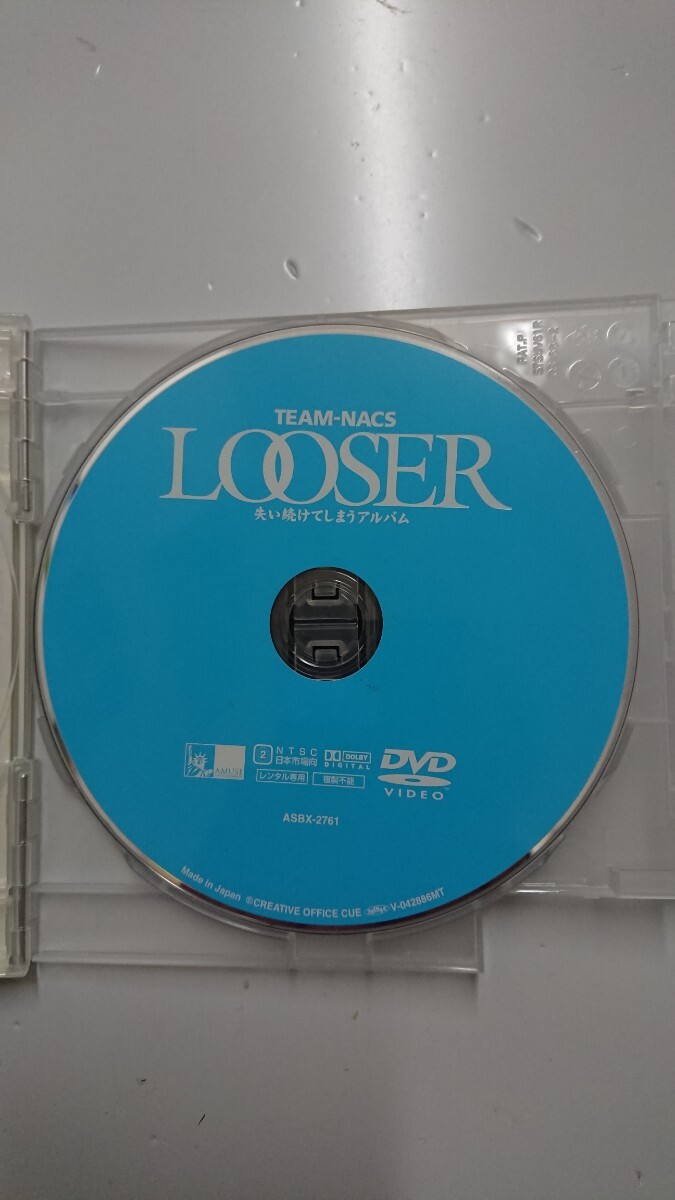 TEAM-NACS
LOOSER
失い続けてしまうアルバム
AMUSE
2
NTSC
日本市場向
DOLBY
DIGITAL
レンタル専用
複製不能
DVD
VIDEO
ASBX-2761
Made in Japan ©CREATIVE OFFICE CUE V-042886MT
PAT.P